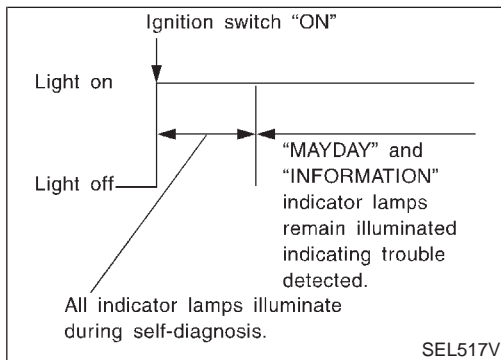 Ignition switch “ON”
Light on
Light off
“MAYDAY” and
“INFORMATION”
indicator lamps
remain illuminated
indicating trouble
detected.
All indicator lamps illuminate
during self-diagnosis.
SEL517V